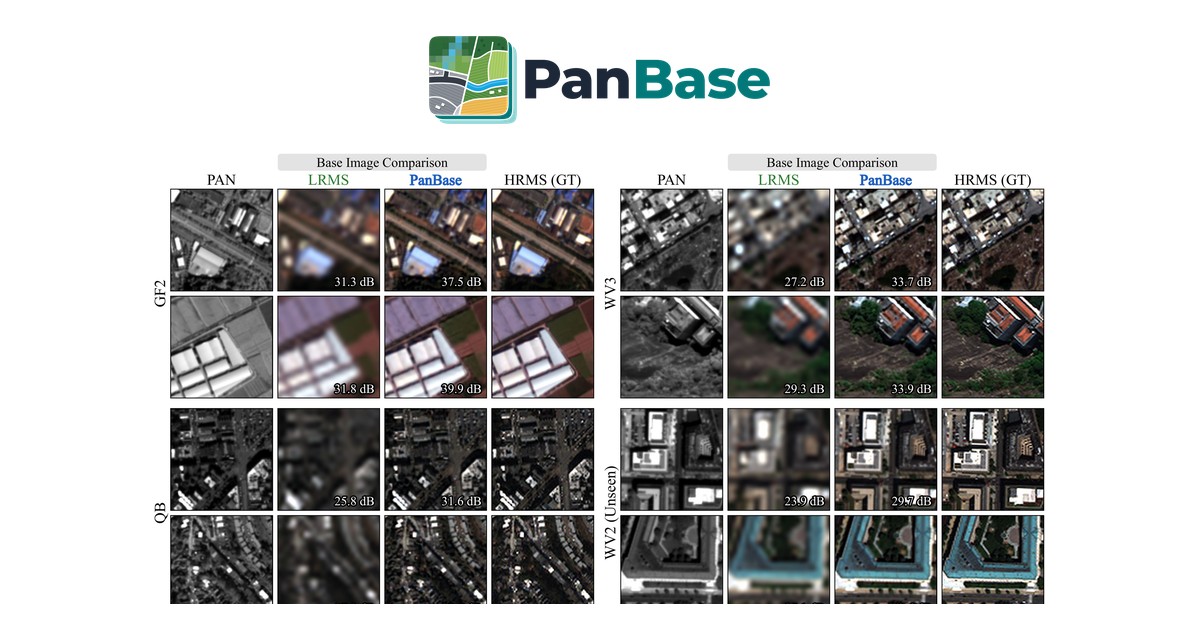 PanBase
Base Image Comparison
PAN LRMS PanBase HRMS (GT)
GF2
31.3 dB 37.5 dB
31.8 dB 39.9 dB
QB
25.8 dB 31.6 dB
Base Image Comparison
PAN LRMS PanBase HRMS (GT)
WV3
27.2 dB 33.7 dB
29.3 dB 33.9 dB
WV2 (Unseen)
23.9 dB 29.7 dB